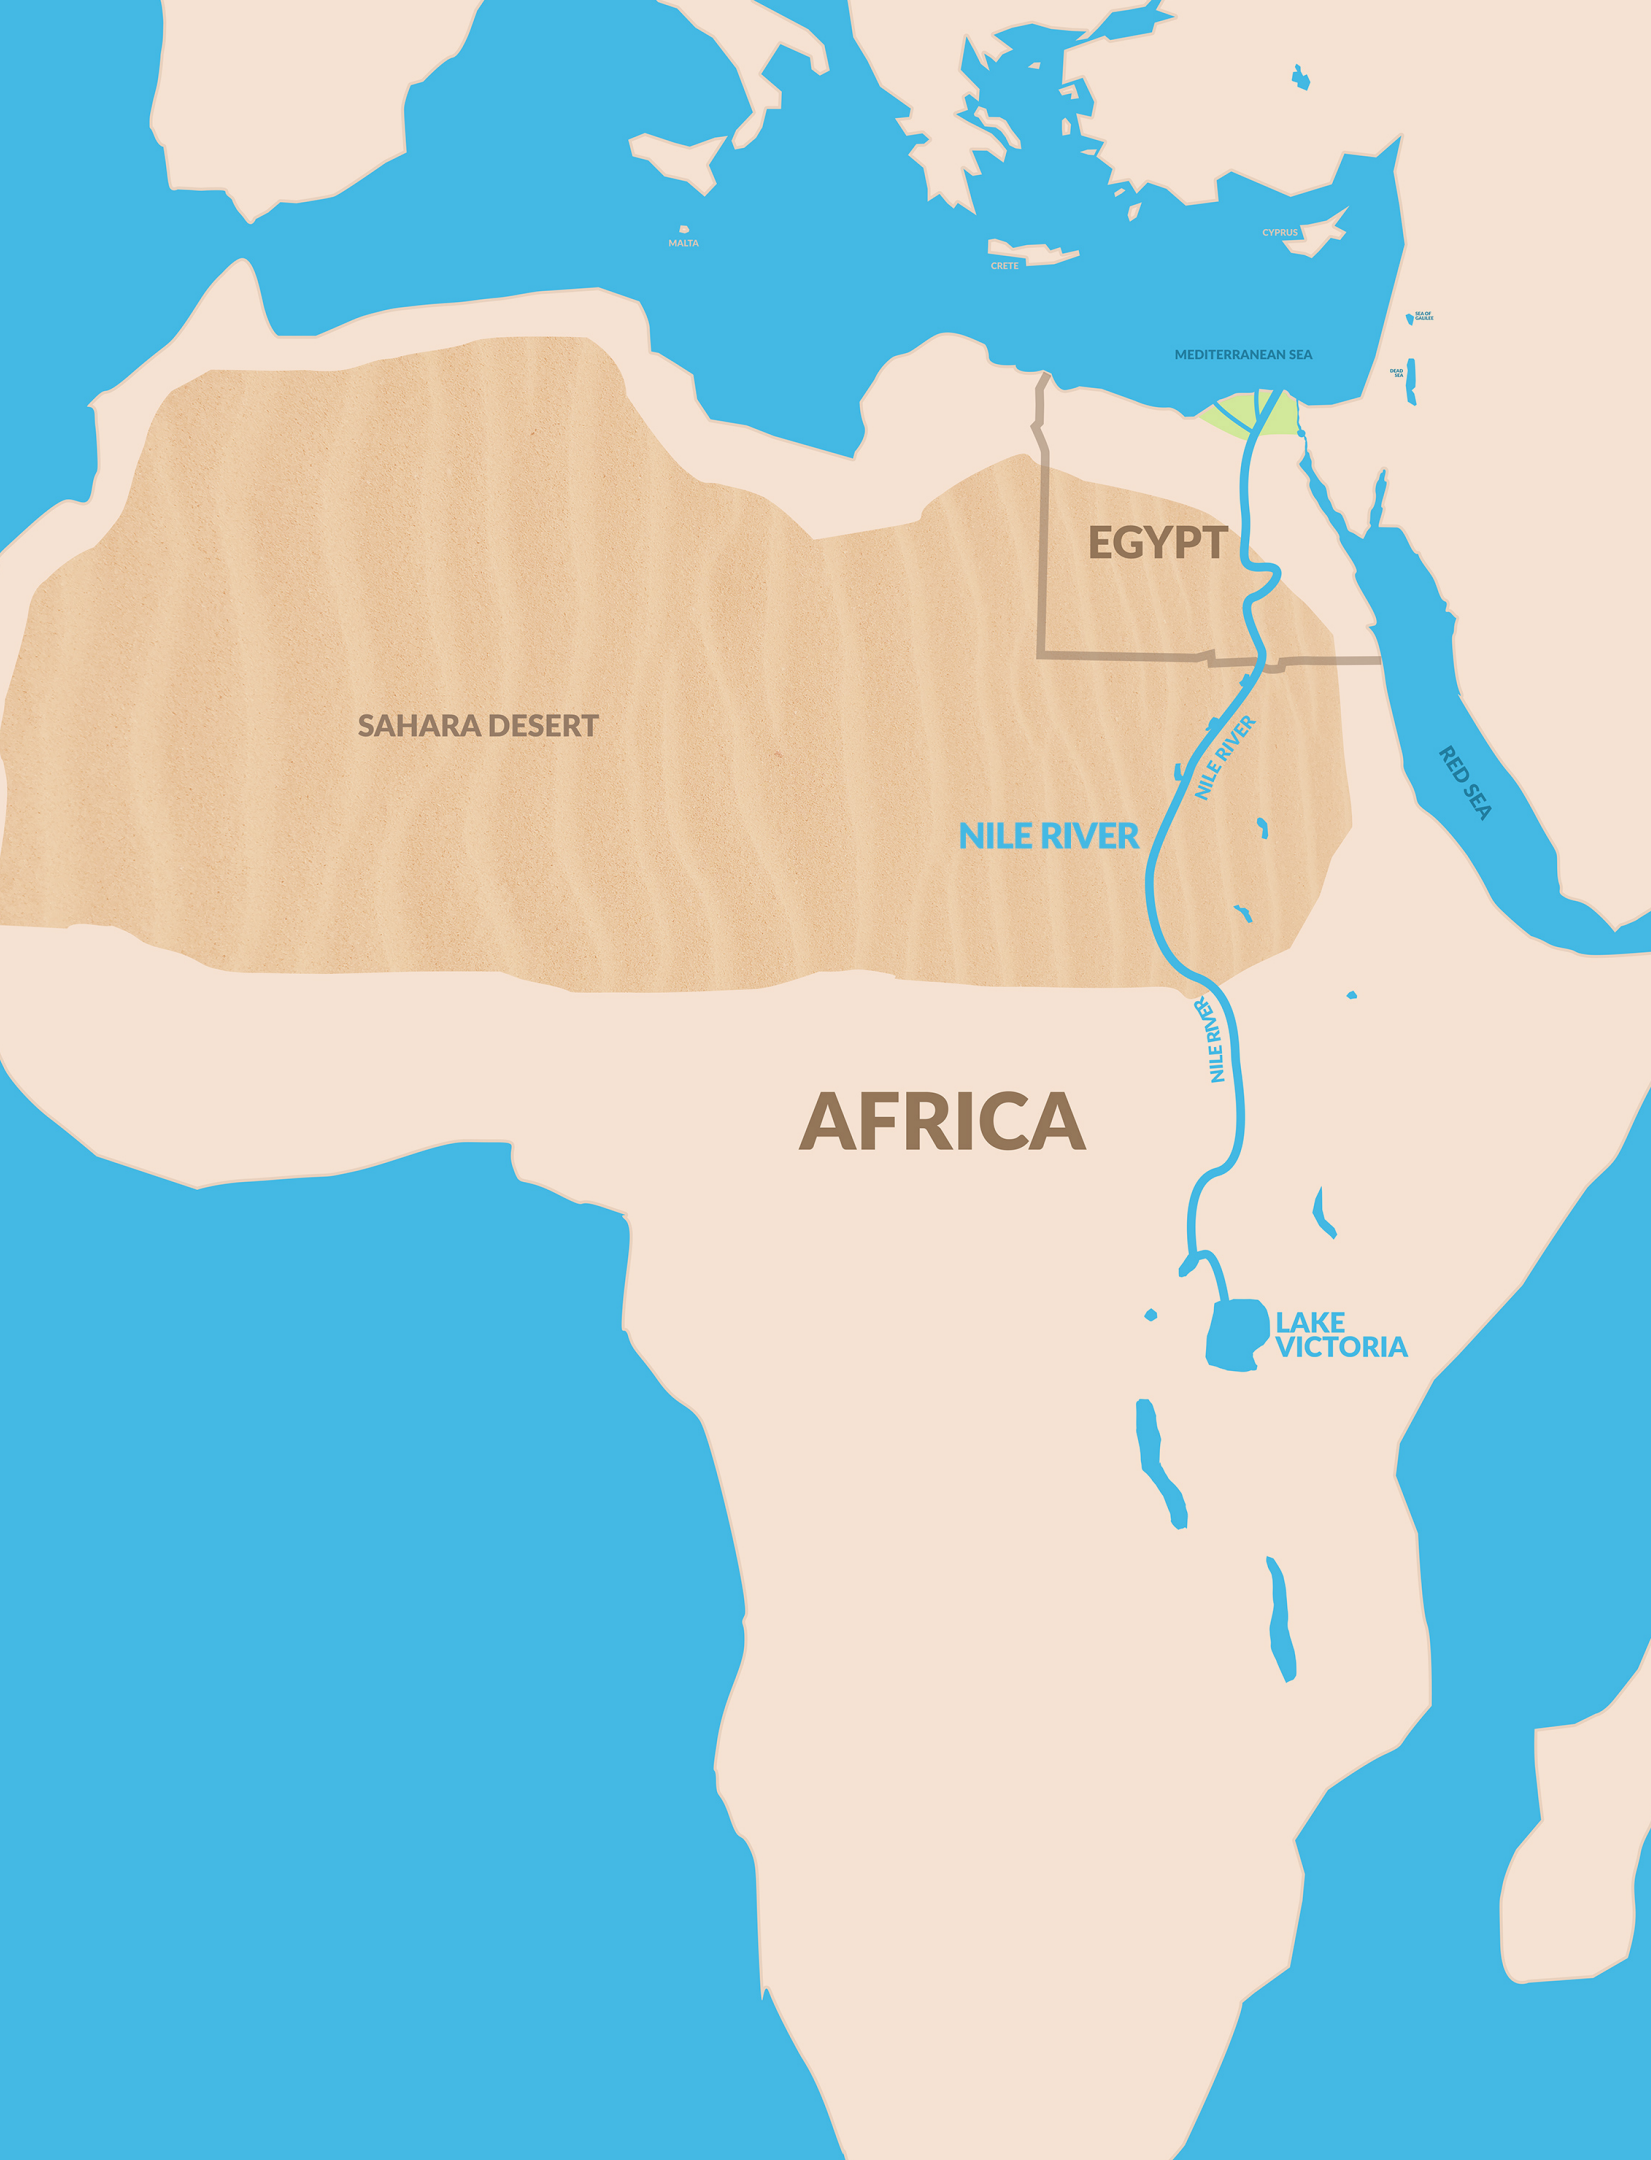 MALTA
CRETE
CYPRUS
SEA OF
GALILEE
MEDITERRANEAN SEA
DEAD
SEA
EGYPT
SAHARA DESERT
NILE RIVER
RED SEA
NILE RIVER
NILE RIVER
AFRICA
LAKE
VICTORIA